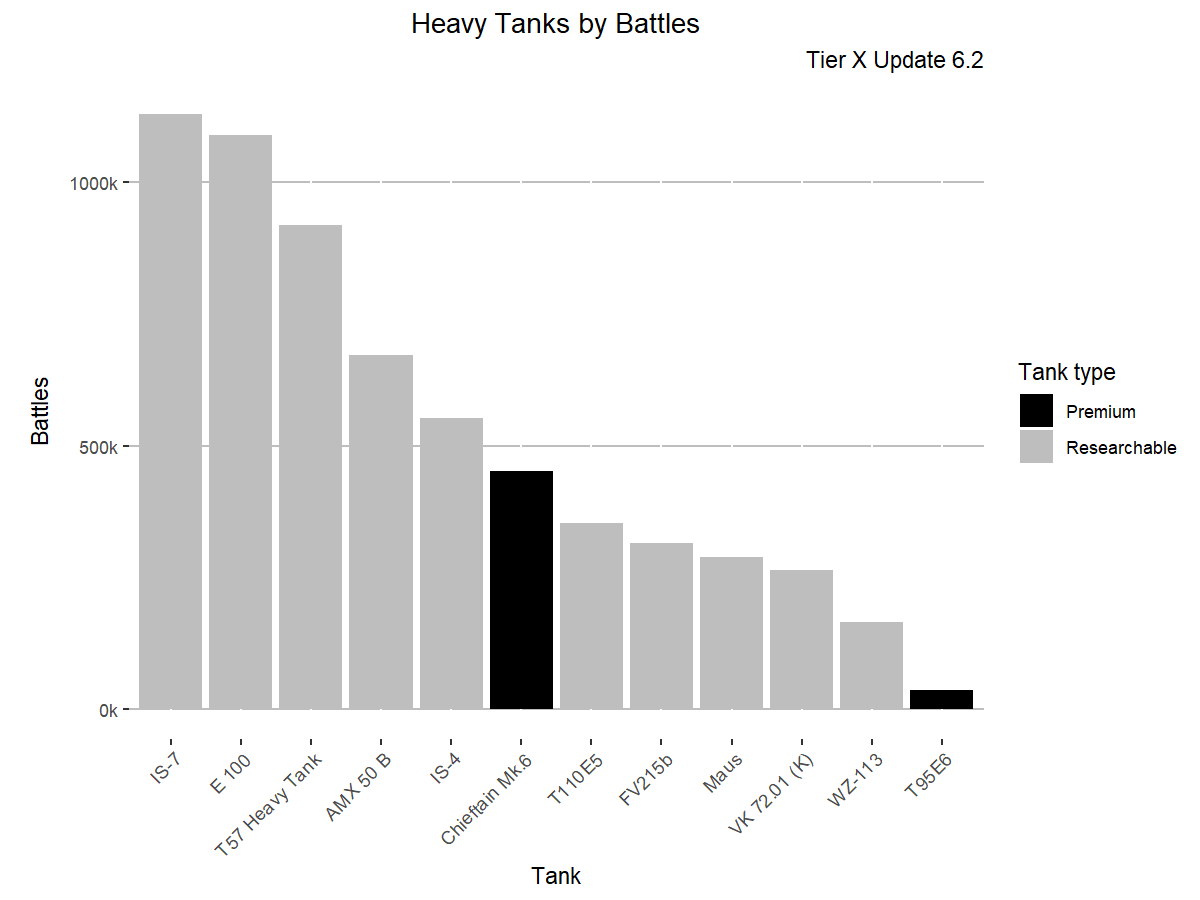 Heavy Tanks by Battles
Tier X Update 6.2
Battles
1000k
500k
0k
IS-7
E 100
T57 Heavy Tank
AMX 50 B
IS-4
Chieftain Mk.6
T110E5
FV215b
Maus
VK 72.01 (K)
WZ-113
T95E6
Tank
Tank type
Premium
Researchable